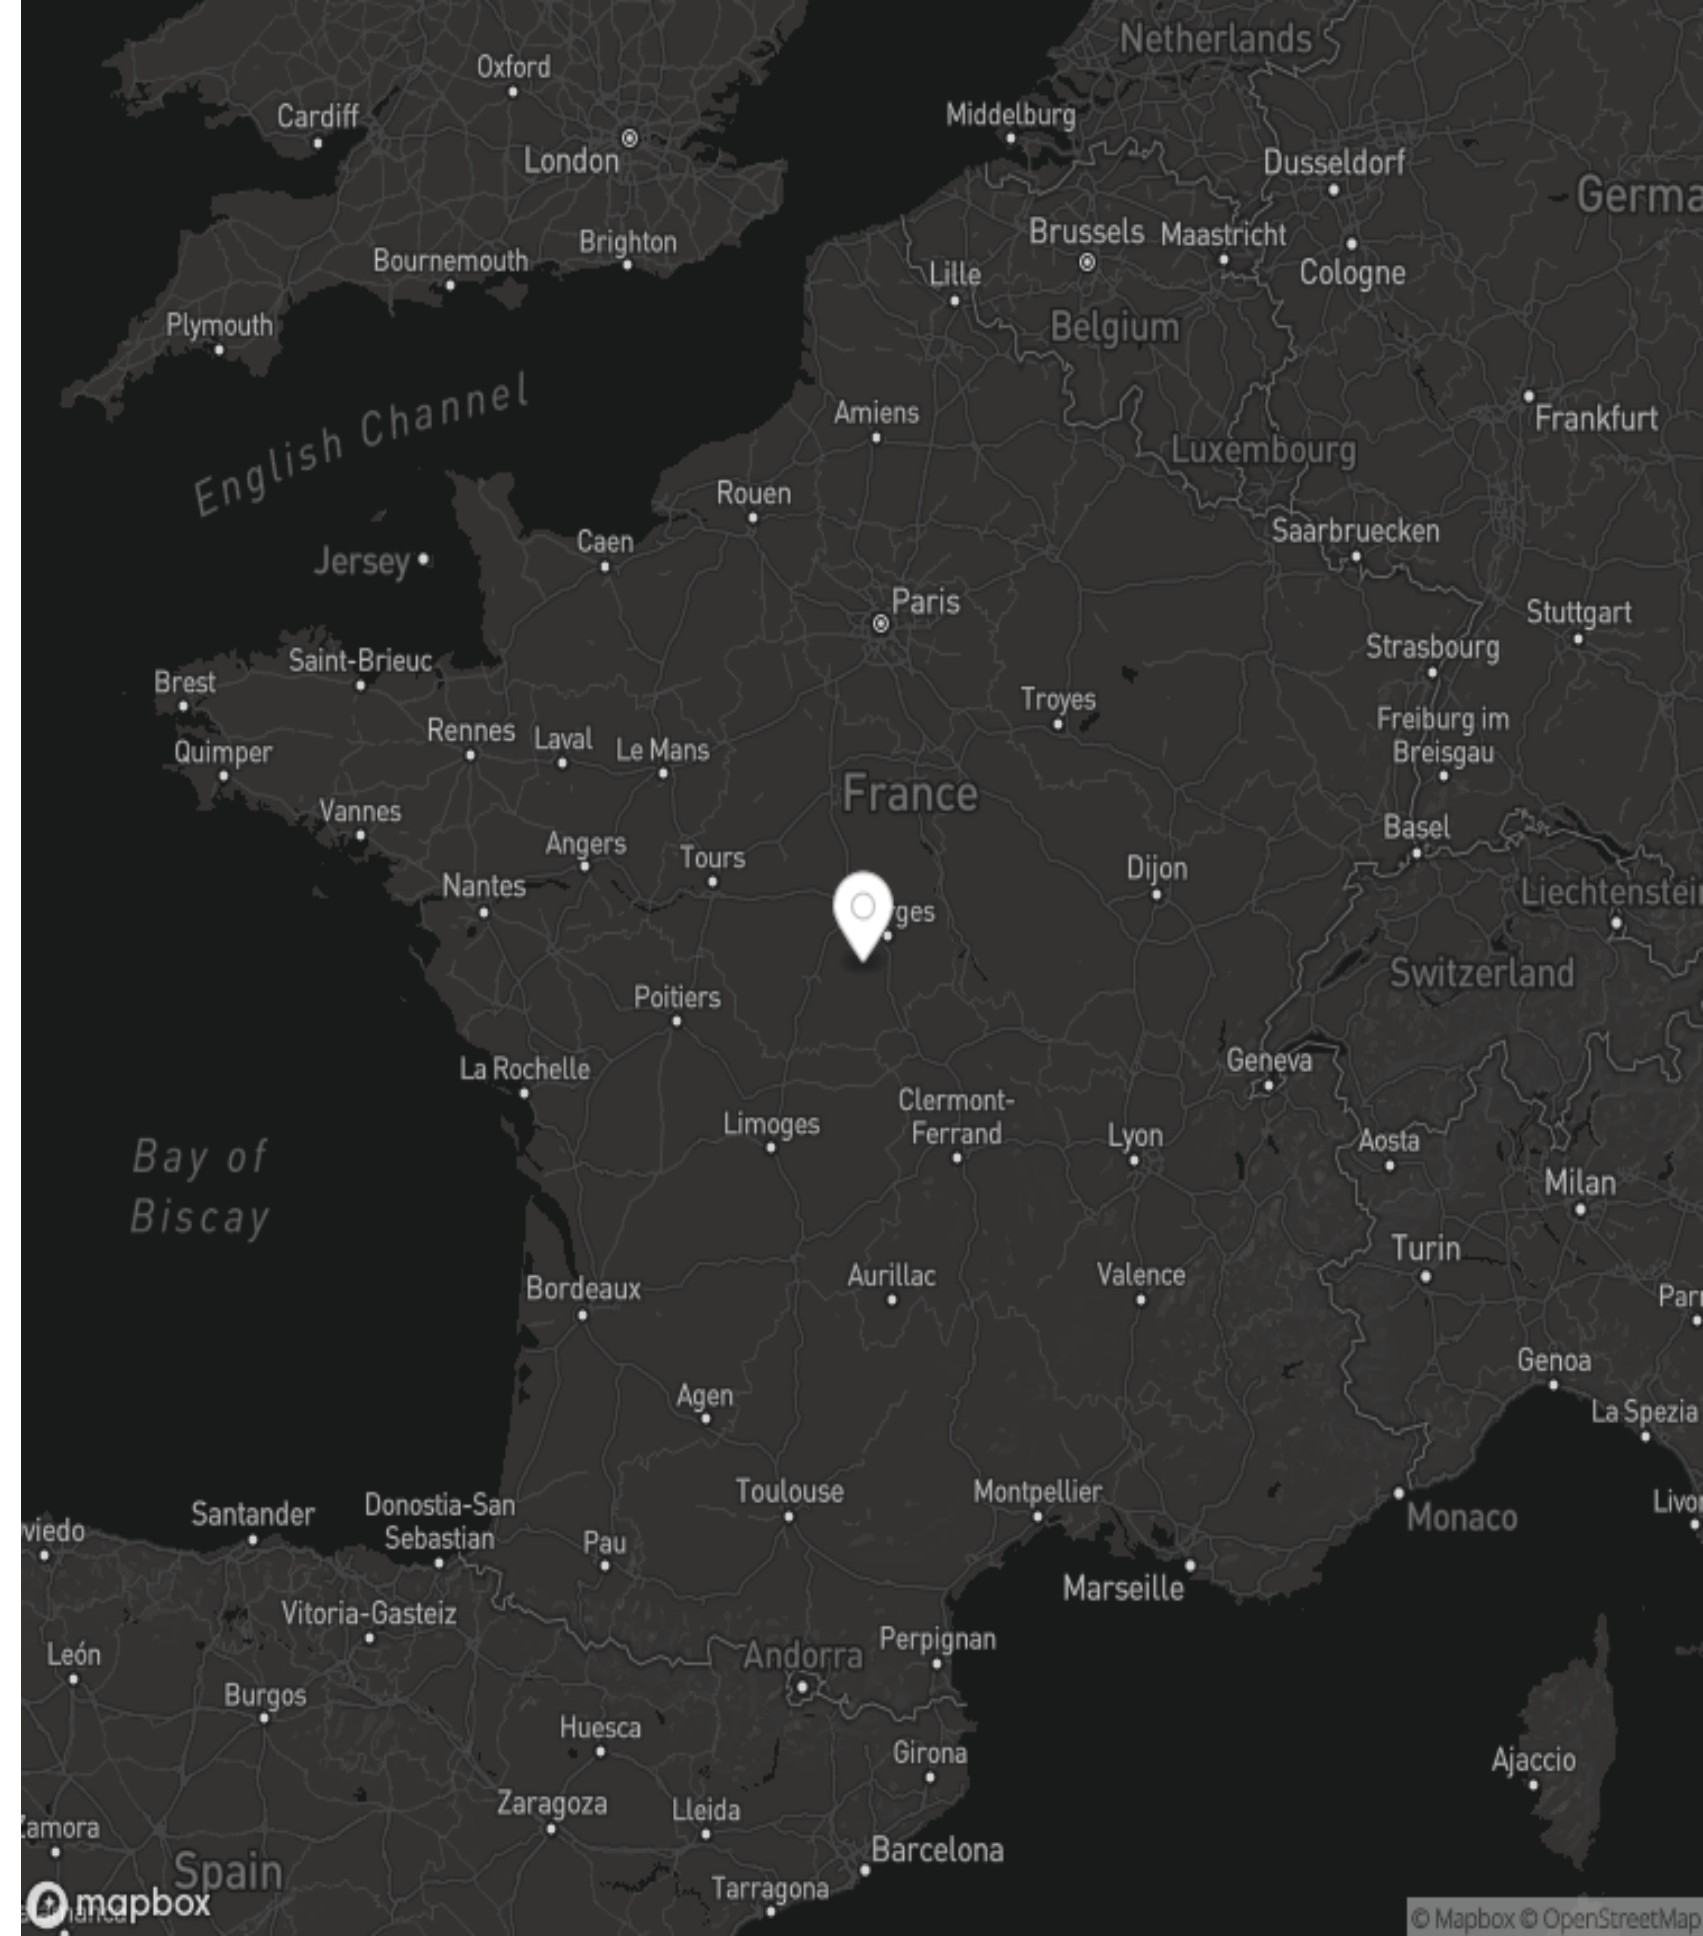 Netherlands
Oxford
Cardiff
Middelburg
London
Dusseldorf
Germa
Brussels
Maastricht
Brighton
Bournemouth
Lille
Cologne
Plymouth
Belgium
English Channel
Amiens
Frankfurt
Luxembourg
Rouen
Saarbruecken
Caen
Jersey
Paris
Stuttgart
Strasbourg
Saint-Brieuc
Brest
Troyes
Freiburg im
Breisgau
Rennes
Laval
Le Mans
Quimper
France
Vannes
Basel
Angers
Tours
Dijon
Nantes
Liechtenstein
rges
Switzerland
Poitiers
La Rochelle
Geneva
Clermont-
Ferrand
Limoges
Lyon
Aosta
Bay of
Biscay
Milan
Turin
Aurillac
Valence
Bordeaux
Par
Genoa
Agen
La Spezia
Toulouse
Montpellier
Livor
Santander
Donostia-San
Sebastian
Monaco
viedo
Pau
Marseille
Vitoria-Gasteiz
Perpignan
León
Andorra
Burgos
Huesca
Girona
Ajaccio
Zaragoza
Lleida
Zamora
Barcelona
Spain
Tarragona
mapbox
© Mapbox © OpenStreetMap